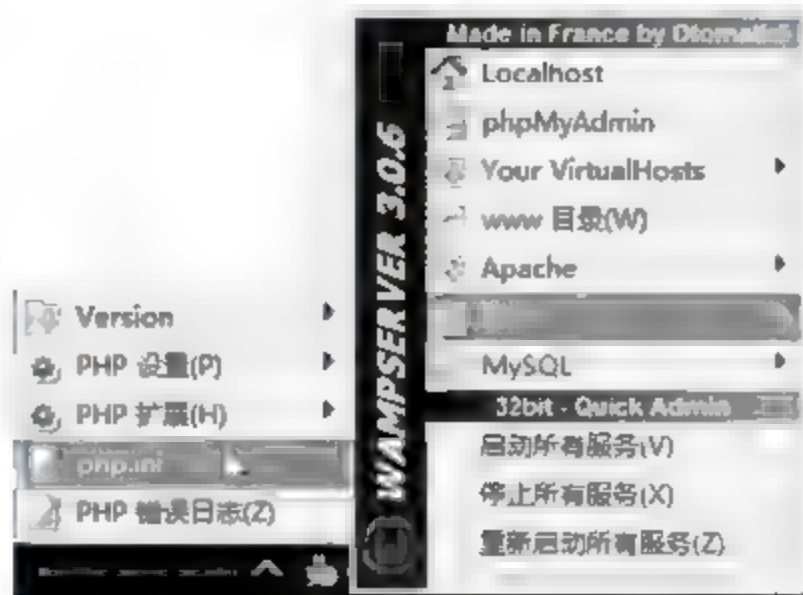 Made in France by Otomatic
Localhost
phpMyAdmin
Your VirtualHosts
www 目录(W)
Apache
MySQL
32bit - Quick Admin
启动所有服务(V)
停止所有服务(X)
重新启动所有服务(Z)
WAMPSERVER 3.0.6
Version
PHP 设置(P)
PHP 扩展(H)
php.ini
PHP 错误日志(Z)